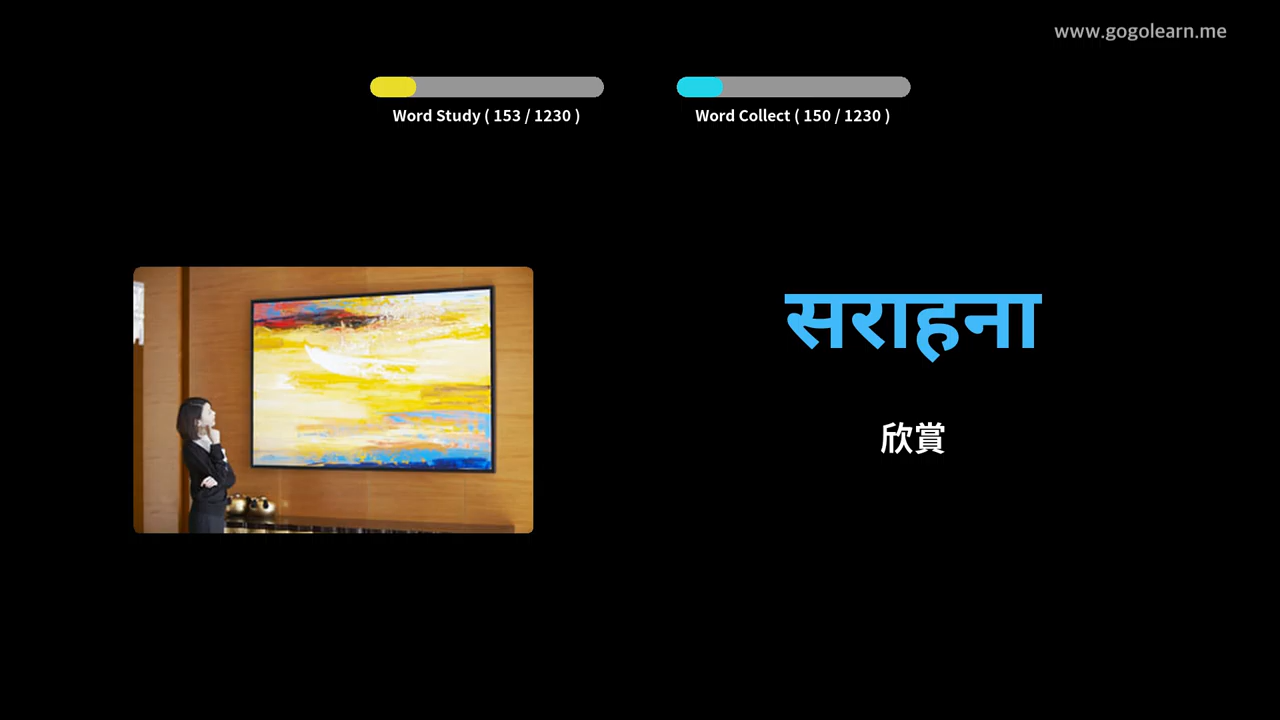 www.gogolearn.me
Word Study ( 153 / 1230 )
Word Collect ( 150 / 1230 )
सराहना
欣賞